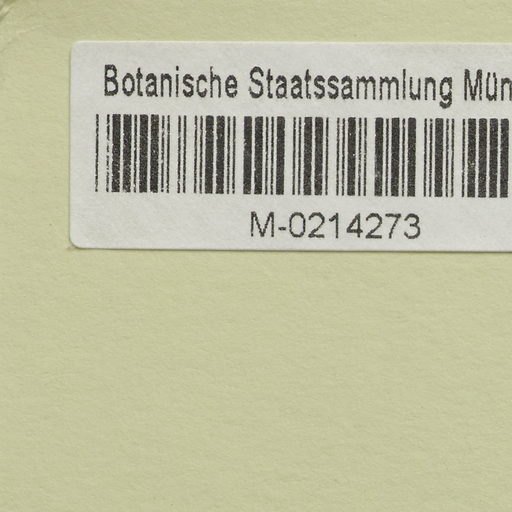 Botanische Staatssammlung Mün
M-0214273